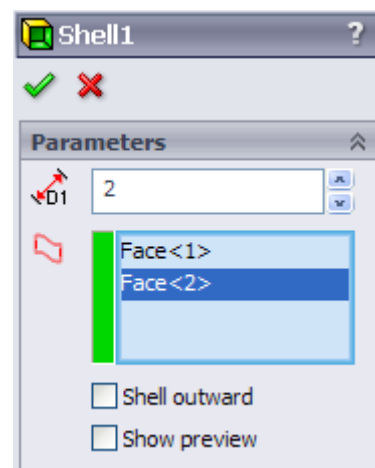 Shell1 ?
Parameters
D1 2
Face<1>
Face<2>
Shell outward
Show preview